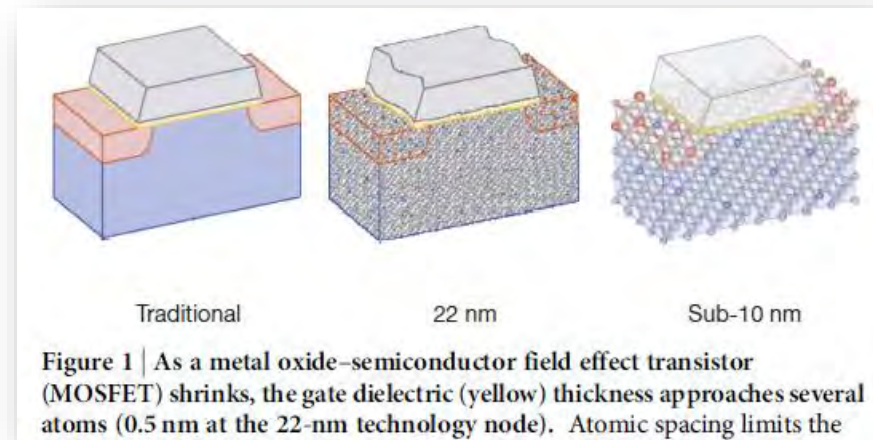 Traditional
22 nm
Sub-10 nm
Figure 1 | As a metal oxide–semiconductor field effect transistor
(MOSFET) shrinks, the gate dielectric (yellow) thickness approaches several
atoms (0.5 nm at the 22-nm technology node). Atomic spacing limits the